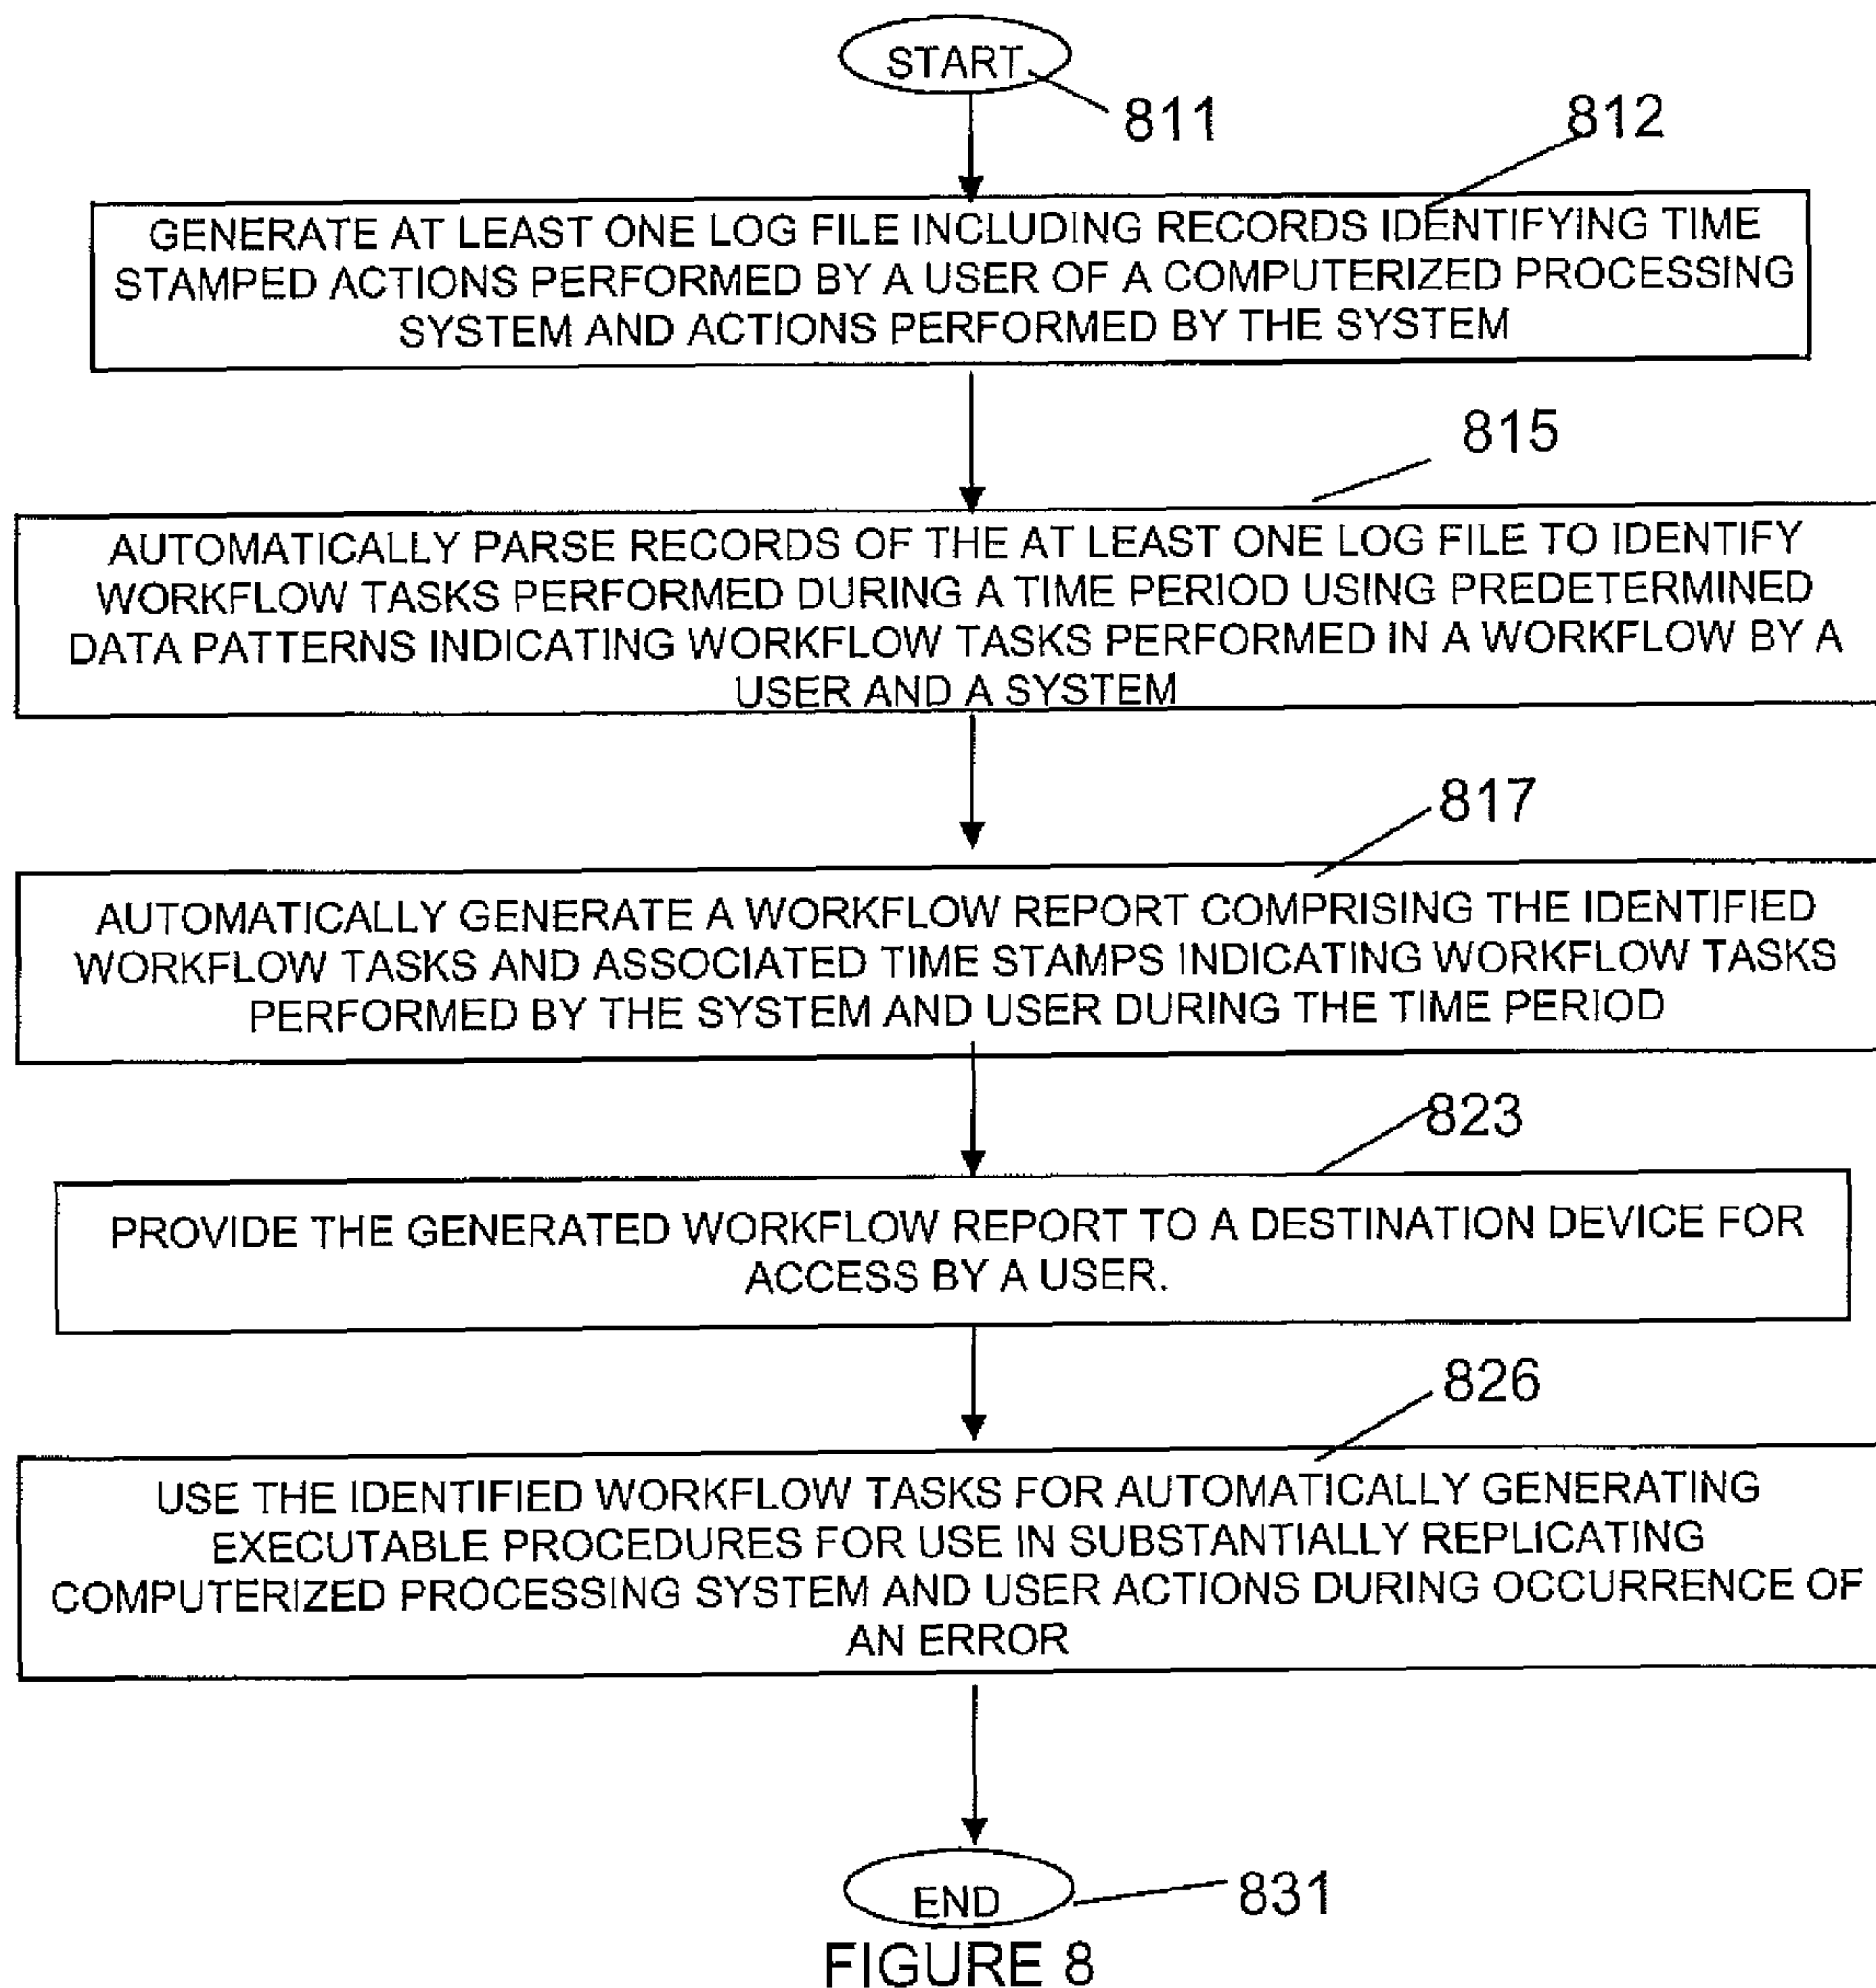 START
811
812
GENERATE AT LEAST ONE LOG FILE INCLUDING RECORDS IDENTIFYING TIME
STAMPED ACTIONS PERFORMED BY A USER OF A COMPUTERIZED PROCESSING
SYSTEM AND ACTIONS PERFORMED BY THE SYSTEM
815
AUTOMATICALLY PARSE RECORDS OF THE AT LEAST ONE LOG FILE TO IDENTIFY
WORKFLOW TASKS PERFORMED DURING A TIME PERIOD USING PREDETERMINED
DATA PATTERNS INDICATING WORKFLOW TASKS PERFORMED IN A WORKFLOW BY A
USER AND A SYSTEM
817
AUTOMATICALLY GENERATE A WORKFLOW REPORT COMPRISING THE IDENTIFIED
WORKFLOW TASKS AND ASSOCIATED TIME STAMPS INDICATING WORKFLOW TASKS
PERFORMED BY THE SYSTEM AND USER DURING THE TIME PERIOD
823
PROVIDE THE GENERATED WORKFLOW REPORT TO A DESTINATION DEVICE FOR
ACCESS BY A USER.
826
USE THE IDENTIFIED WORKFLOW TASKS FOR AUTOMATICALLY GENERATING
EXECUTABLE PROCEDURES FOR USE IN SUBSTANTIALLY REPLICATING
COMPUTERIZED PROCESSING SYSTEM AND USER ACTIONS DURING OCCURRENCE OF
AN ERROR
END
831
FIGURE 8